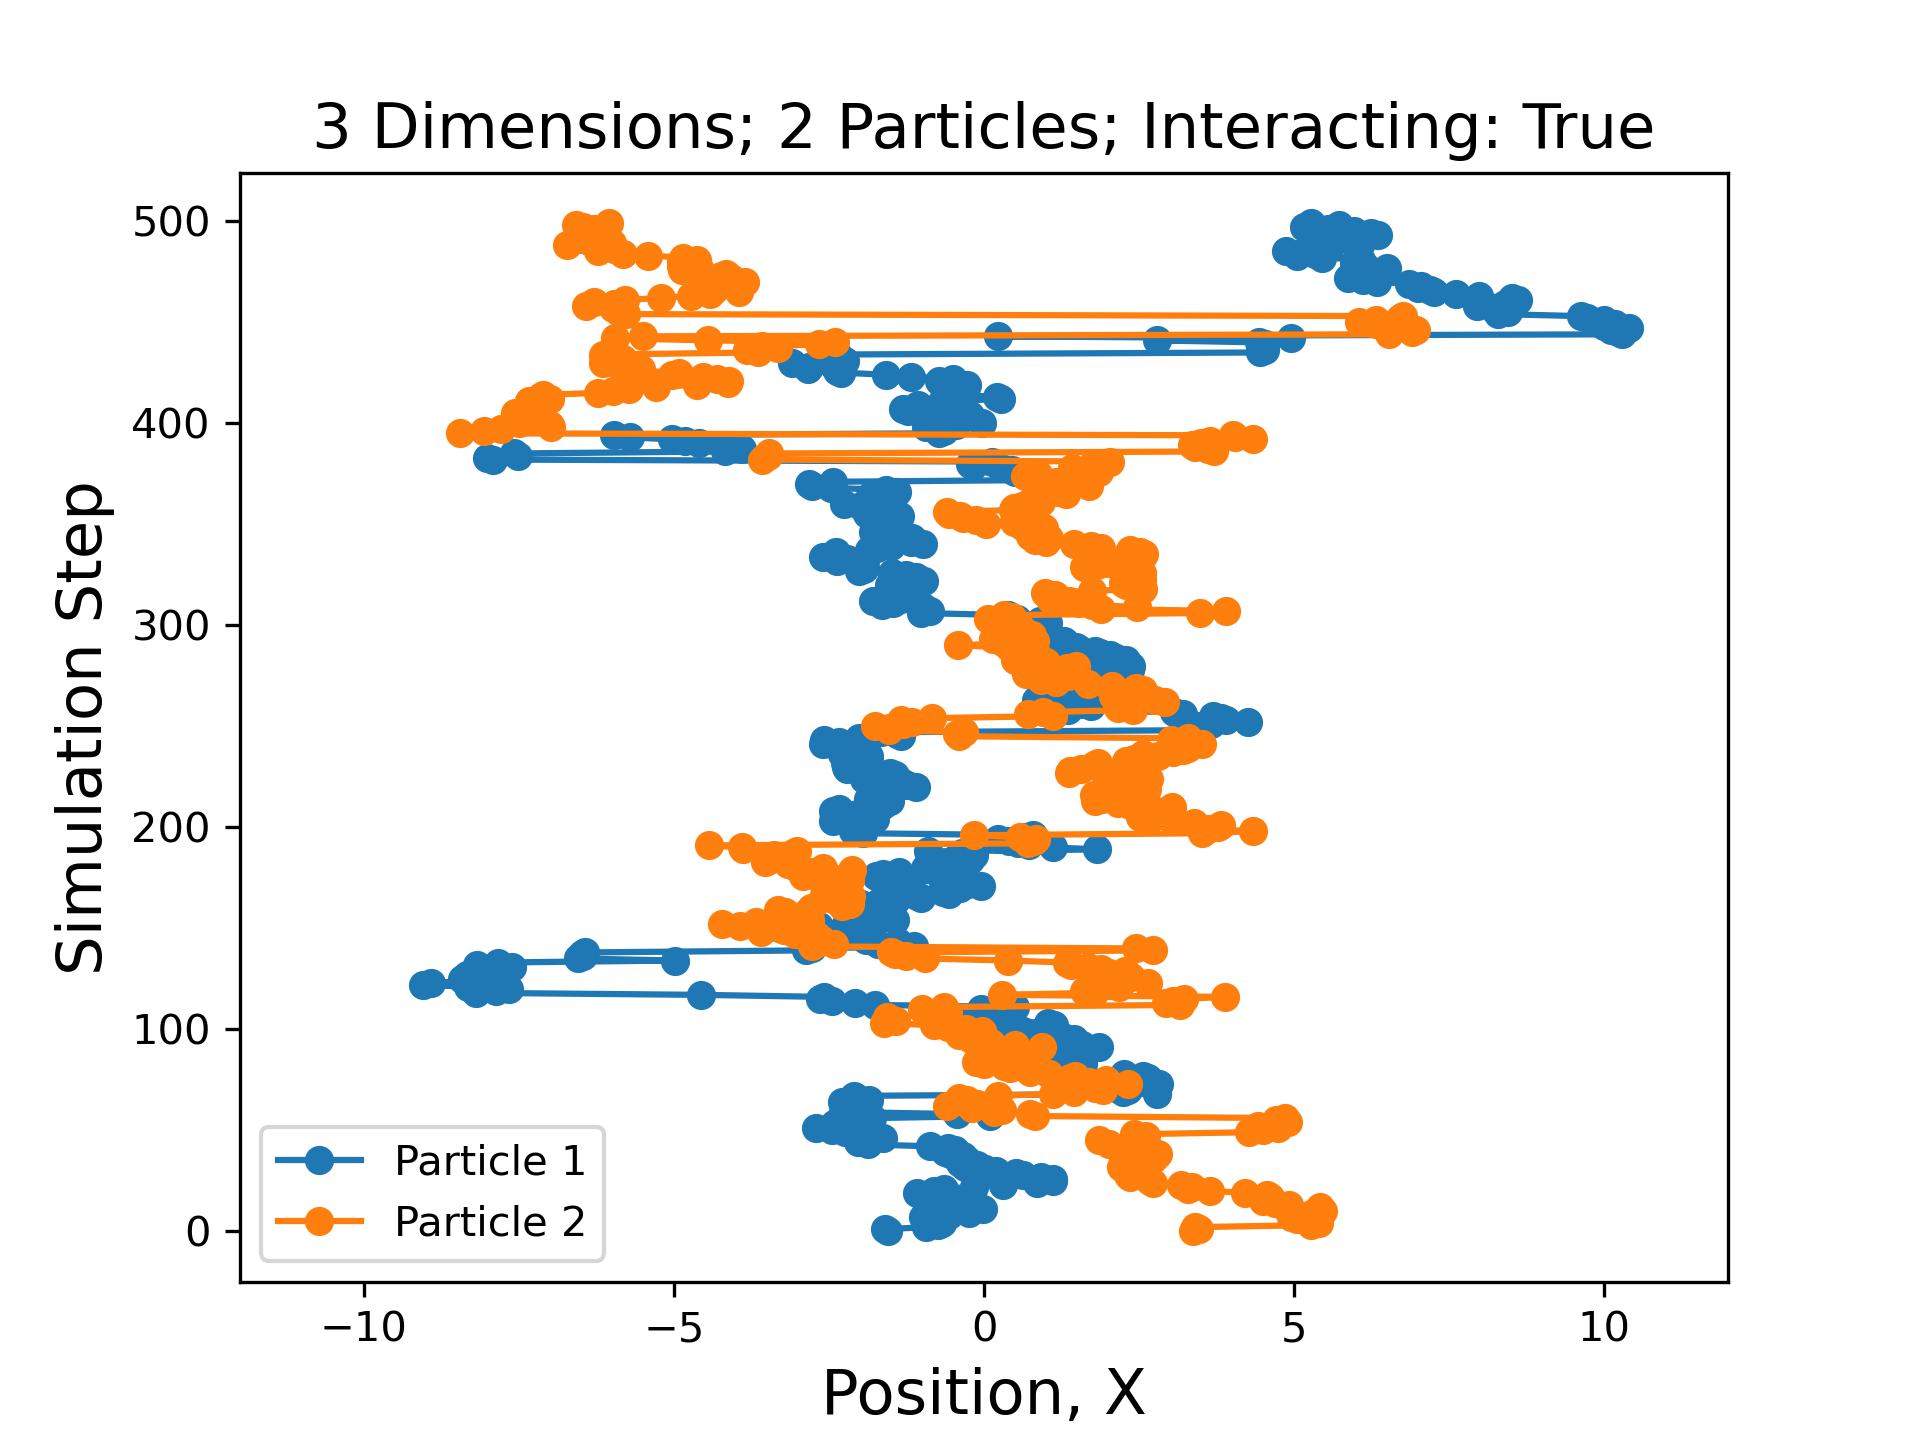 3 Dimensions; 2 Particles; Interacting: True
Simulation Step
500
400
300
200
100
0
Particle 1
Particle 2
−10
−5
0
5
10
Position, X